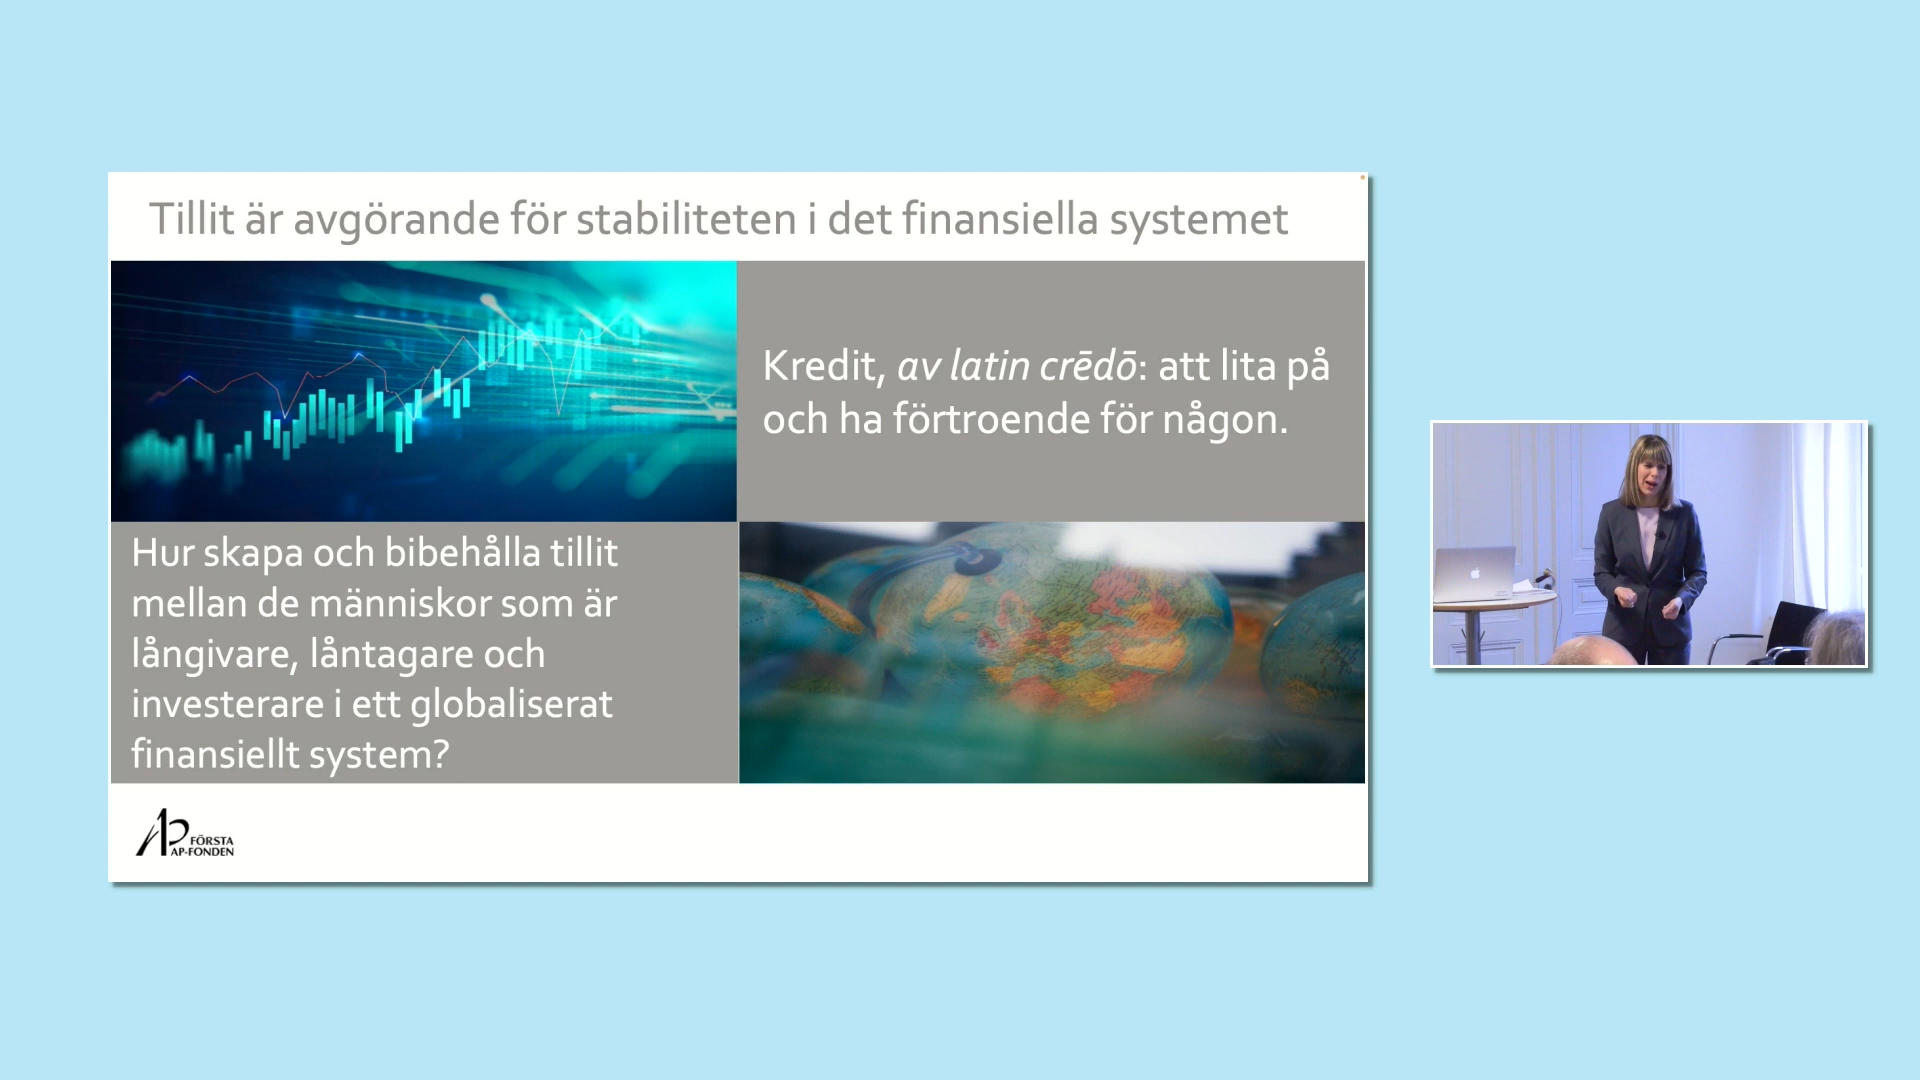 Tillit är avgörande för stabiliteten i det finansiella systemet
Kredit, av latin crēdō: att lita på
och ha förtroende för någon.
Hur skapa och bibehålla tillit
mellan de människor som är
långivare, låntagare och
investerare i ett globaliserat
finansiellt system?
AP FÖRSTA
AP-FONDEN